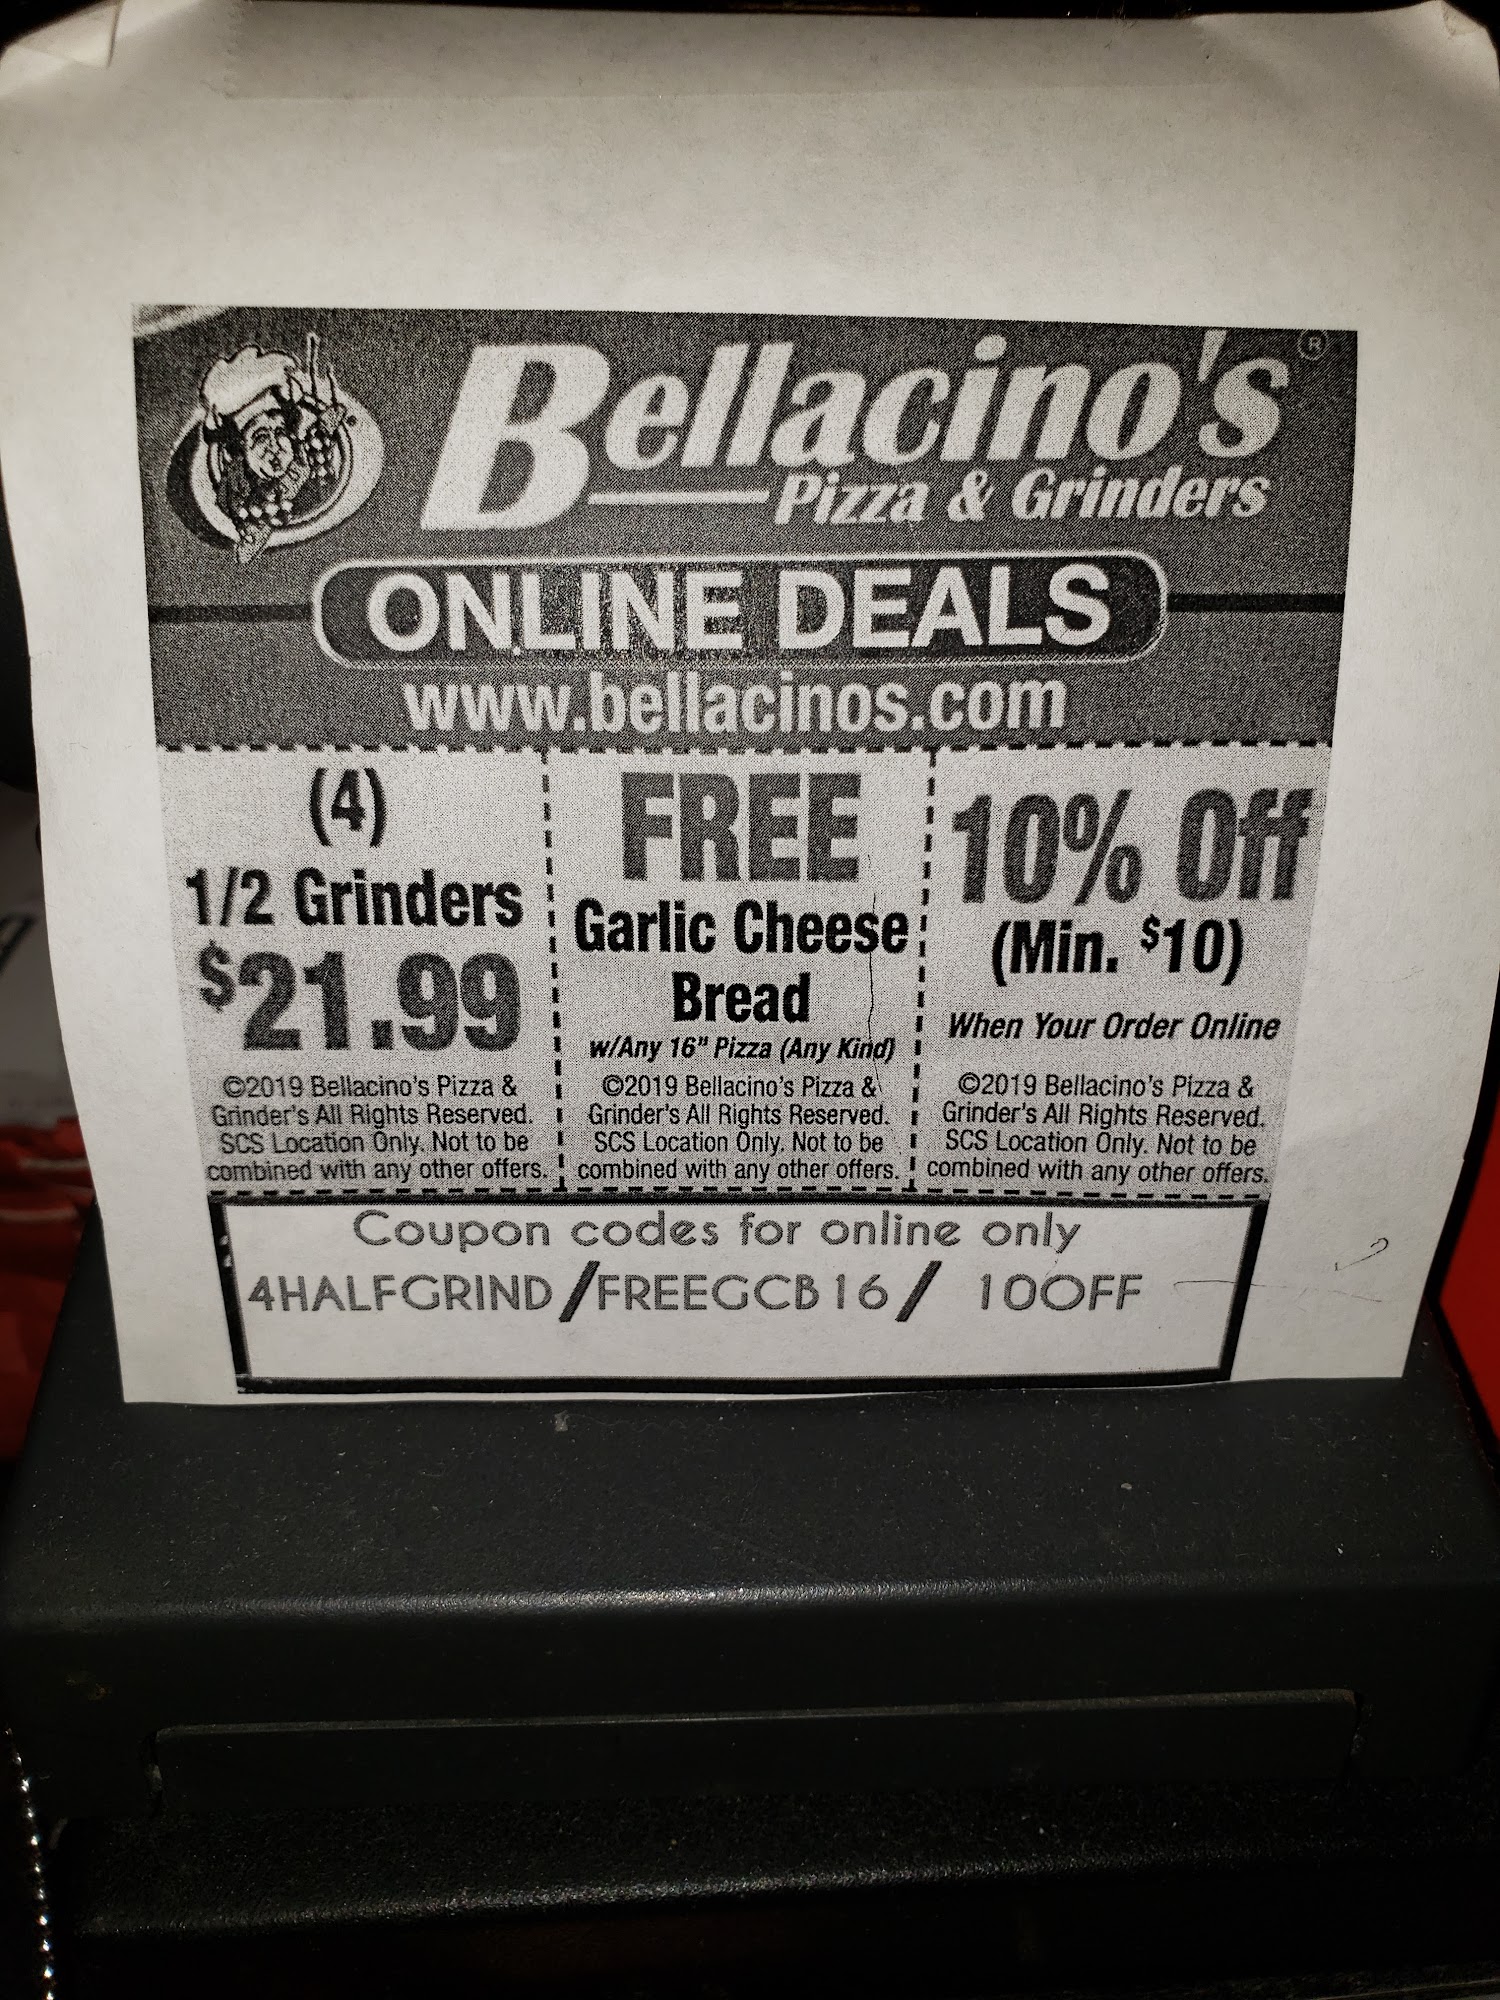 Bellacino's ®
Pizza & Grinders
ONLINE DEALS
www.bellacinos.com
(4)
1/2 Grinders
$21.99
©2019 Bellacino's Pizza &
Grinder's All Rights Reserved.
SCS Location Only. Not to be
combined with any other offers.
FREE
Garlic Cheese
Bread
w/Any 16" Pizza (Any Kind)
©2019 Bellacino's Pizza &
Grinder's All Rights Reserved.
SCS Location Only. Not to be
combined with any other offers.
10% Off
(Min. $10)
When Your Order Online
©2019 Bellacino's Pizza &
Grinder's All Rights Reserved.
SCS Location Only. Not to be
combined with any other offers.
Coupon codes for online only
4HALFGRIND/FREEGCB16/ 10OFF